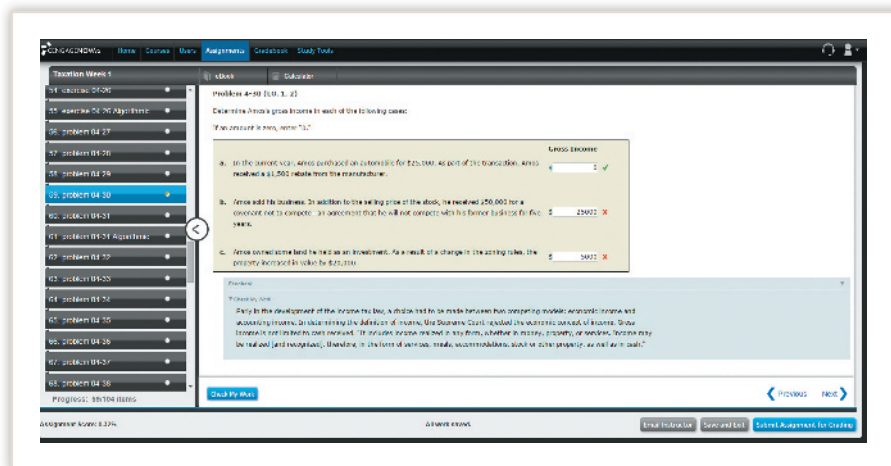 CENGAGENOWv2 Home Courses Users Assignments Gradebook Study Tools
Taxation Week 1
eBook Calculator
54. exercise 04-26
55. exercise 04-26 Algorithmic
56. problem 04-27
57. problem 04-28
58. problem 04-29
59. problem 04-30
60. problem 04-31
61. problem 04-31 Algorithmic
62. problem 04-32
63. problem 04-33
64. problem 04-34
65. problem 04-35
66. problem 04-36
67. problem 04-37
68. problem 04-38
Progress: 59/104 items
Problem 4-30 (LO. 1, 2)
Determine Amos's gross income in each of the following cases:
If an amount is zero, enter "0."
Gross Income
a. In the current year, Amos purchased an automobile for $25,000. As part of the transaction, Amos
received a $1,500 rebate from the manufacturer.
$ 0
b. Amos sold his business. In addition to the selling price of the stock, he received $50,000 for a
covenant not to compete - an agreement that he will not compete with his former business for five
years.
$ 25000
c. Amos owned some land he held as an investment. As a result of a change in the zoning rules, the
property increased in value by $20,000.
$ 5000
Feedback
Check My Work
Early in the development of the income tax law, a choice had to be made between two competing models: economic income and
accounting income. In determining the definition of income, the Supreme Court rejected the economic concept of income. Gross
income is not limited to cash received. "It includes income realized in any form, whether in money, property, or services. Income may
be realized [and recognized], therefore, in the form of services, meals, accommodations, stock or other property, as well as in cash."
Check My Work
Previous Next
Assignment Score:
All work saved.
Email Instructor Save and Exit Submit Assignment for Grading